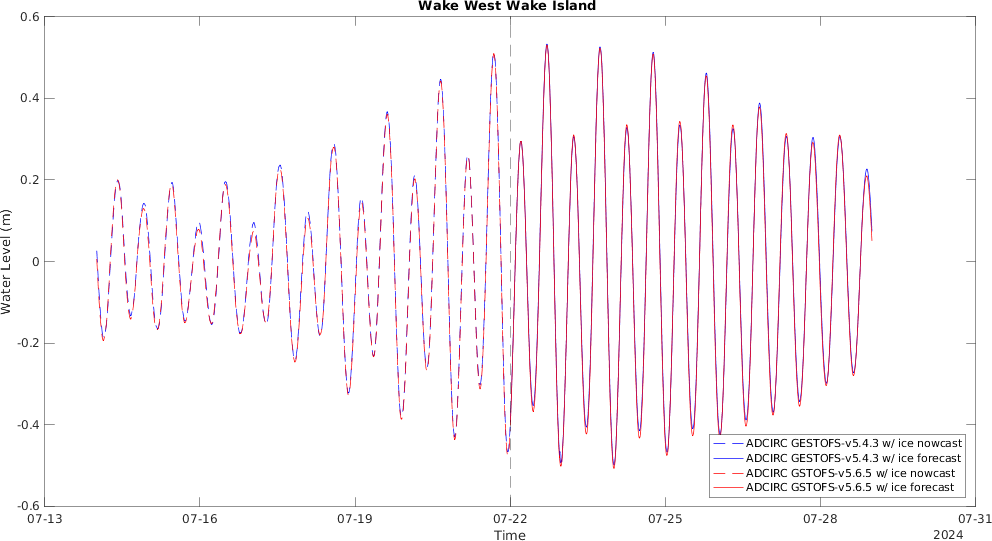 Wake West Wake Island
0.6
0.4
0.2
0
-0.2
-0.4
-0.6
Water Level (m)
ADCIRC GESTOFS-v5.4.3 w/ ice nowcast
ADCIRC GESTOFS-v5.4.3 w/ ice forecast
ADCIRC GSTOFS-v5.6.5 w/ ice nowcast
ADCIRC GSTOFS-v5.6.5 w/ ice forecast
07-13 07-16 07-19 07-22 07-25 07-28 07-31
Time
2024